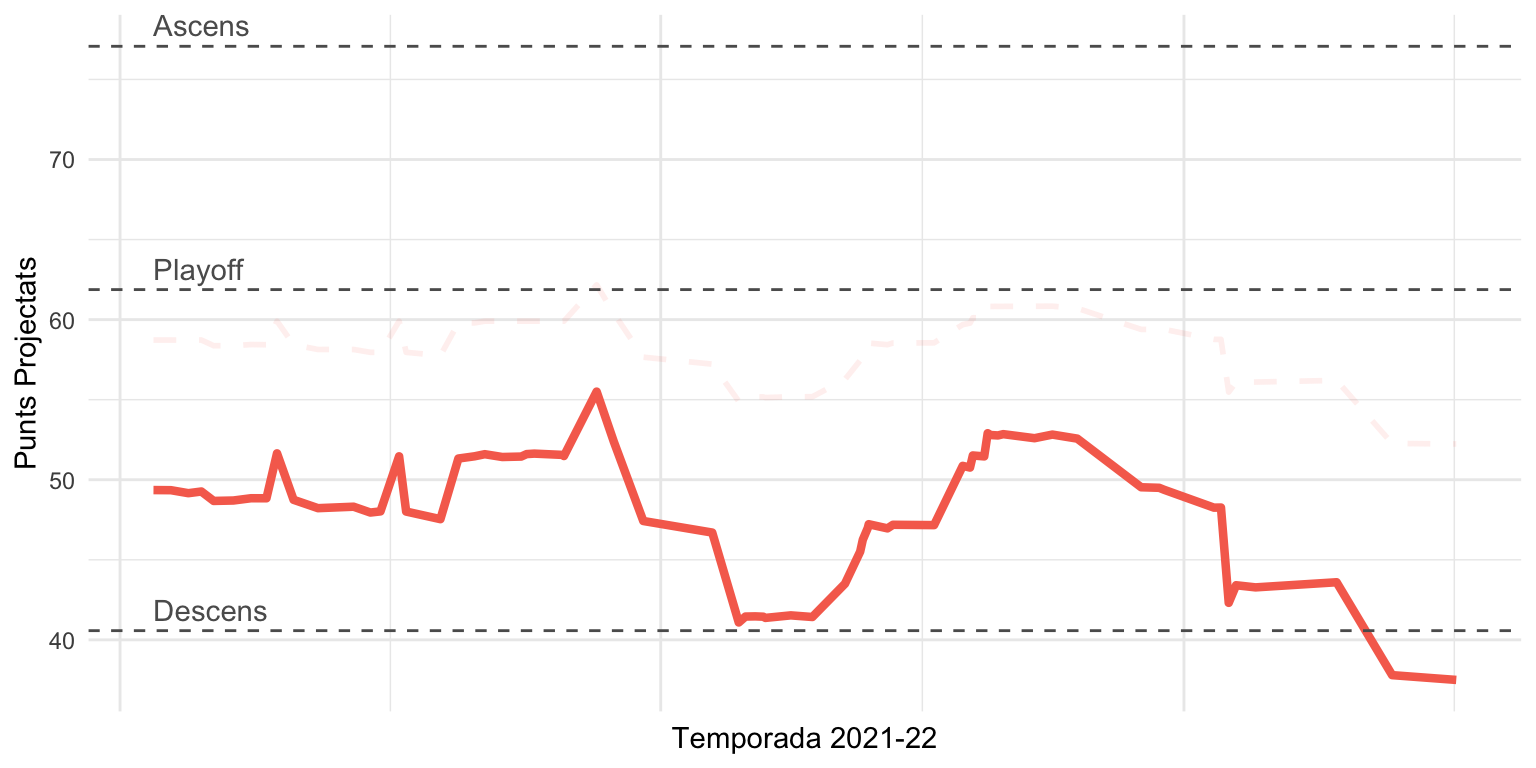 Ascens
70
Playoff
60
50
Descens
40
Punts Projectats
Temporada 2021-22